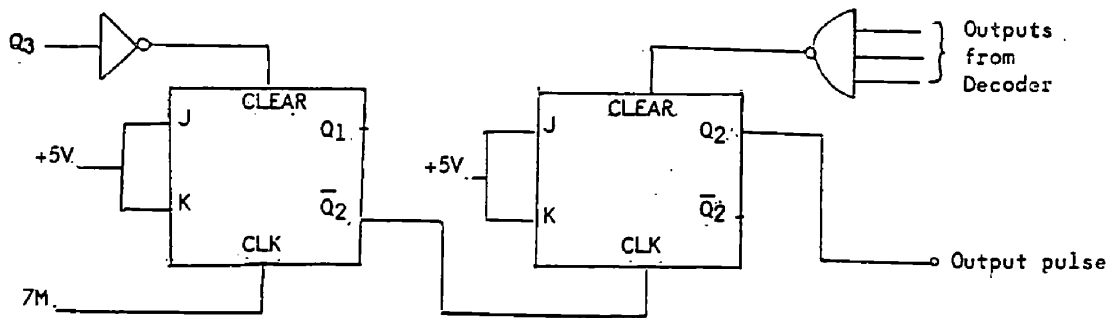 Q3
Outputs
from
Decoder
CLEAR
CLEAR
J
Q1
J
Q2
+5V
+5V
K
Q̅2
K
Q̅2
CLK
CLK
Output pulse
7M